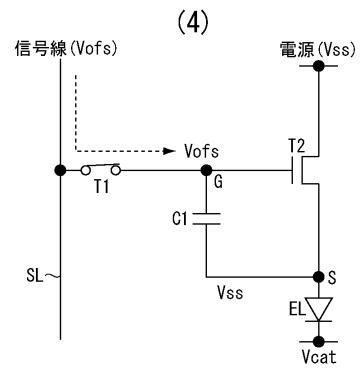 (4)
信号線(Vofs)
電源(Vss)
Vofs
T2
T1
G
C1
SL
Vss
S
EL
Vcat